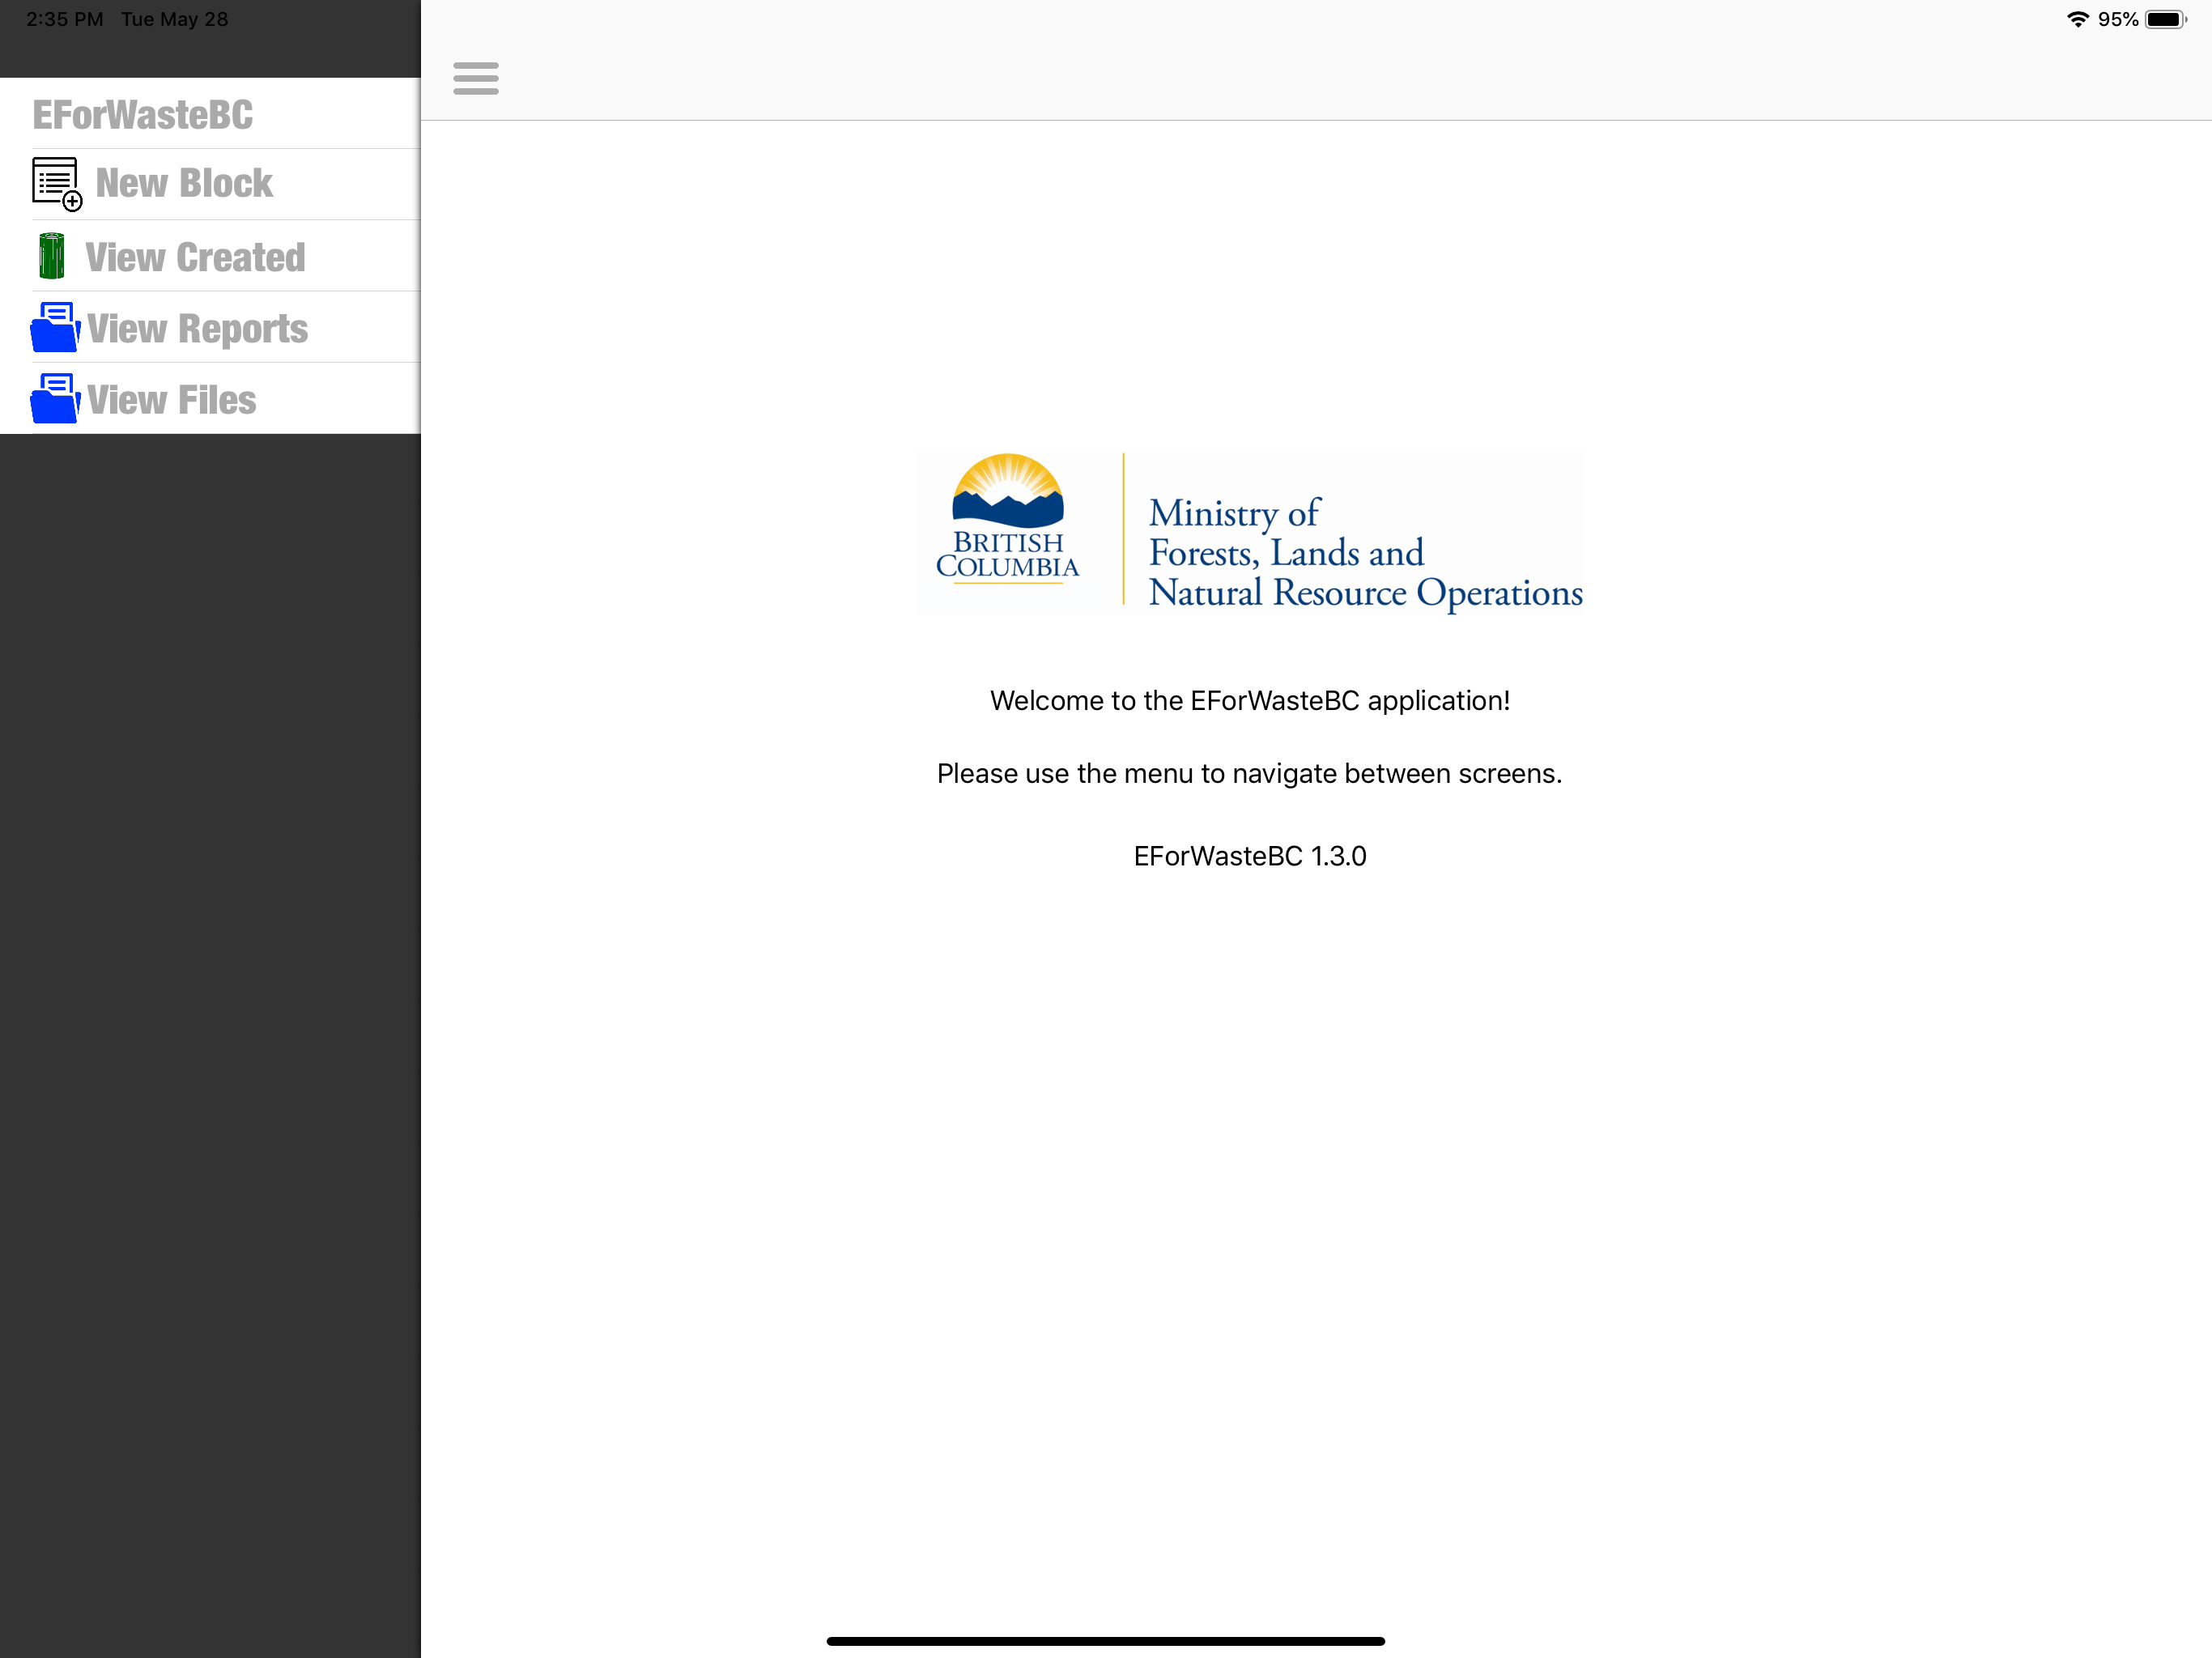 2:35 PM Tue May 28
95%
EForWasteBC
New Block
View Created
View Reports
View Files
BRITISH
COLUMBIA
Ministry of
Forests, Lands and
Natural Resource Operations
Welcome to the EForWasteBC application!
Please use the menu to navigate between screens.
EForWasteBC 1.3.0